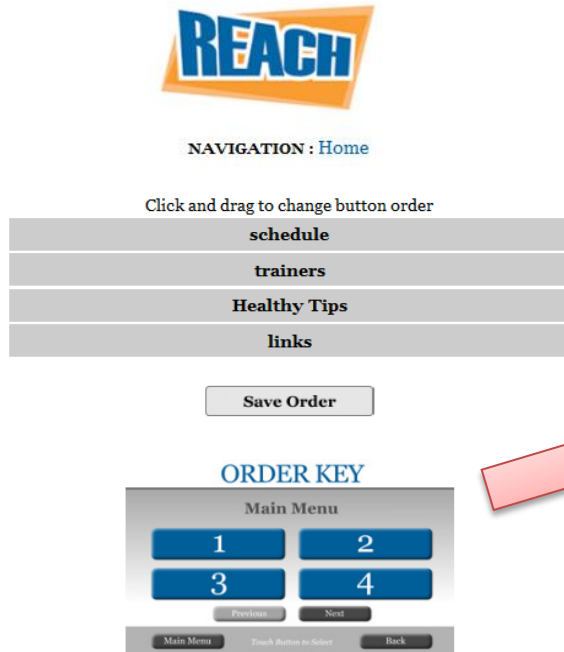 REACH
NAVIGATION : Home
Click and drag to change button order
schedule
trainers
Healthy Tips
links
Save Order
ORDER KEY
Main Menu
1 2
3 4
Previous Next
Main Menu Touch Button to Select Back